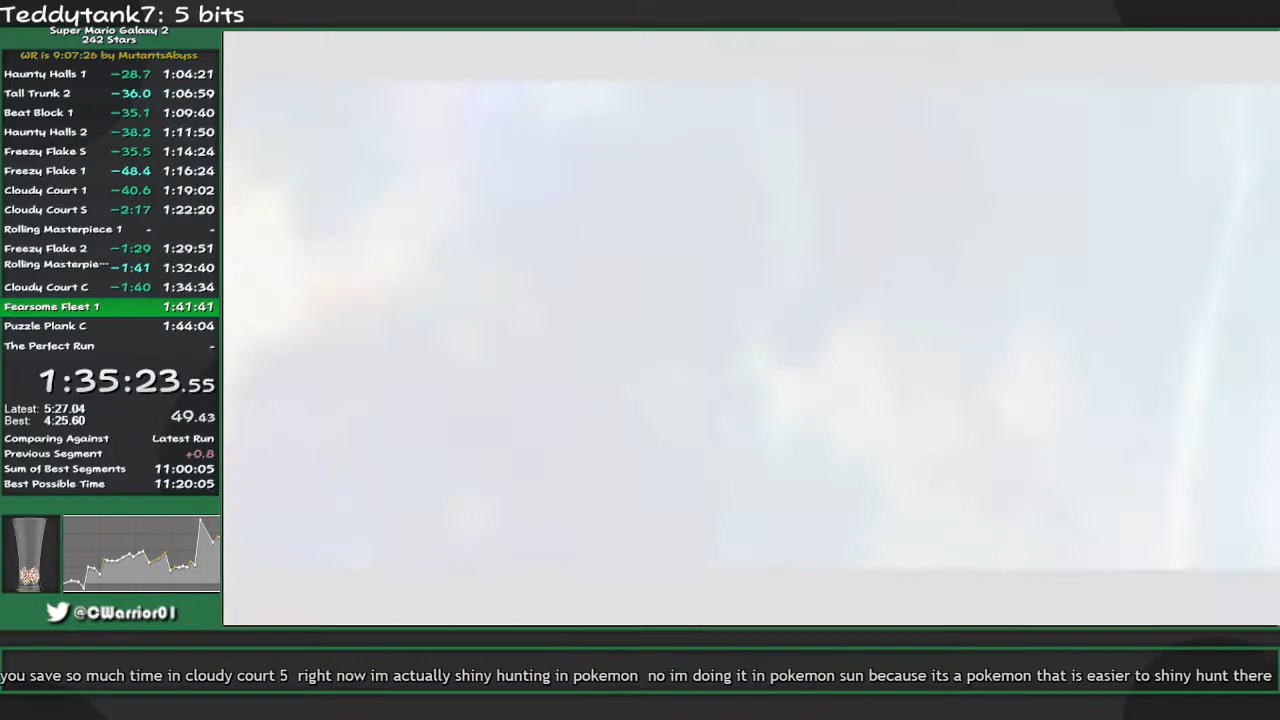 Teddytank7: 5 bits
Super Mario Galaxy 2
242 Stars
WR is 9:07:26 by MutantsAbyss
Haunty Halls 1 -28.7 1:04:21
Tall Trunk 2 -36.0 1:06:59
Beat Block 1 -35.1 1:09:40
Haunty Halls 2 -38.2 1:11:50
Freezy Flake S -35.5 1:14:24
Freezy Flake 1 -48.4 1:16:24
Cloudy Court 1 -40.6 1:19:02
Cloudy Court S -2:17 1:22:20
Rolling Masterpiece 1 - -
Freezy Flake 2 -1:29 1:29:51
Rolling Masterpie... -1:41 1:32:40
Cloudy Court C -1:40 1:34:34
Fearsome Fleet 1 1:41:41
Puzzle Plank C 1:44:04
The Perfect Run -
1:35:23.55
Latest: 5:27.04
Best: 4:25.60
49.43
Comparing Against Latest Run
Previous Segment +0.8
Sum of Best Segments 11:00:05
Best Possible Time 11:20:05
@CWarrior01
you save so much time in cloudy court 5 right now im actually shiny hunting in pokemon no im doing it in pokemon sun because its a pokemon that is easier to shiny hunt there